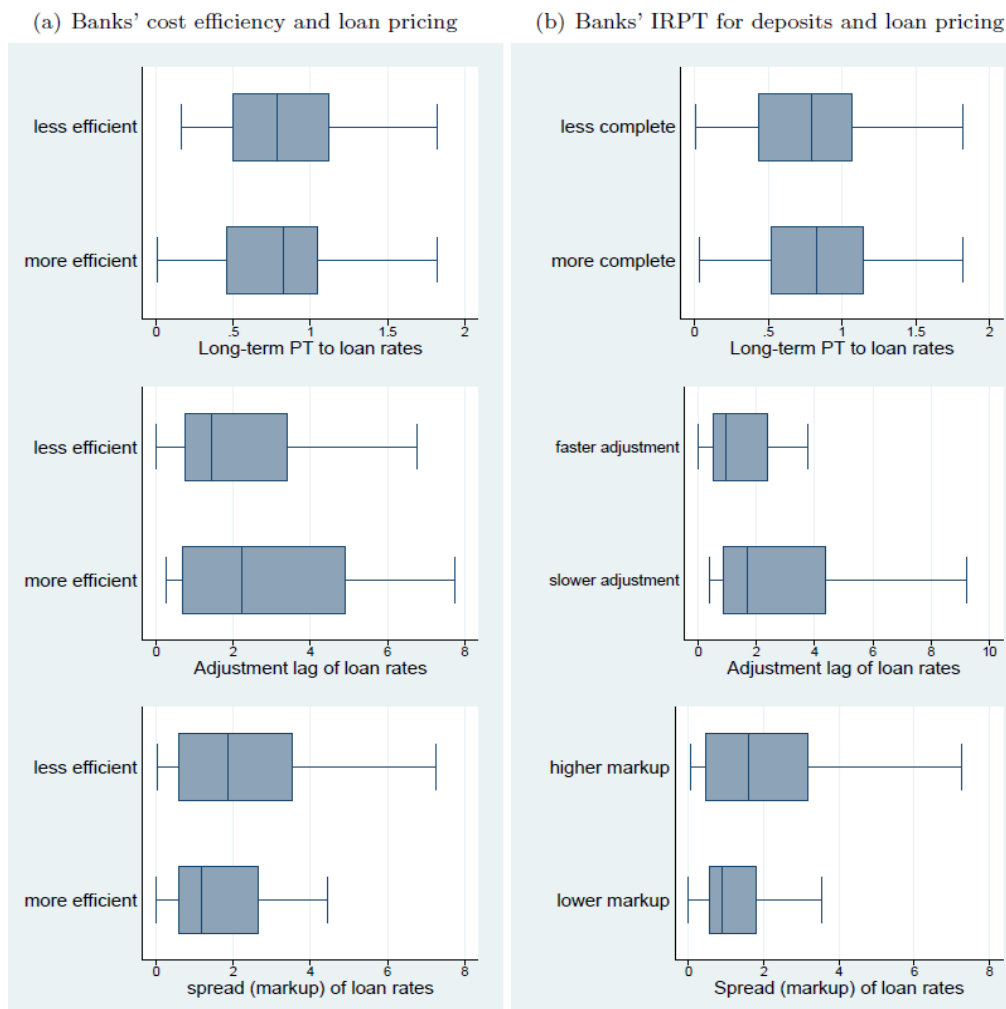 (a) Banks' cost efficiency and loan pricing
less efficient
more efficient
0 .5 1 1.5 2
Long-term PT to loan rates
less efficient
more efficient
0 2 4 6 8
Adjustment lag of loan rates
less efficient
more efficient
0 2 4 6 8
spread (markup) of loan rates
(b) Banks' IRPT for deposits and loan pricing
less complete
more complete
0 .5 1 1.5 2
Long-term PT to loan rates
faster adjustment
slower adjustment
0 2 4 6 8 10
Adjustment lag of loan rates
higher markup
lower markup
0 2 4 6 8
Spread (markup) of loan rates